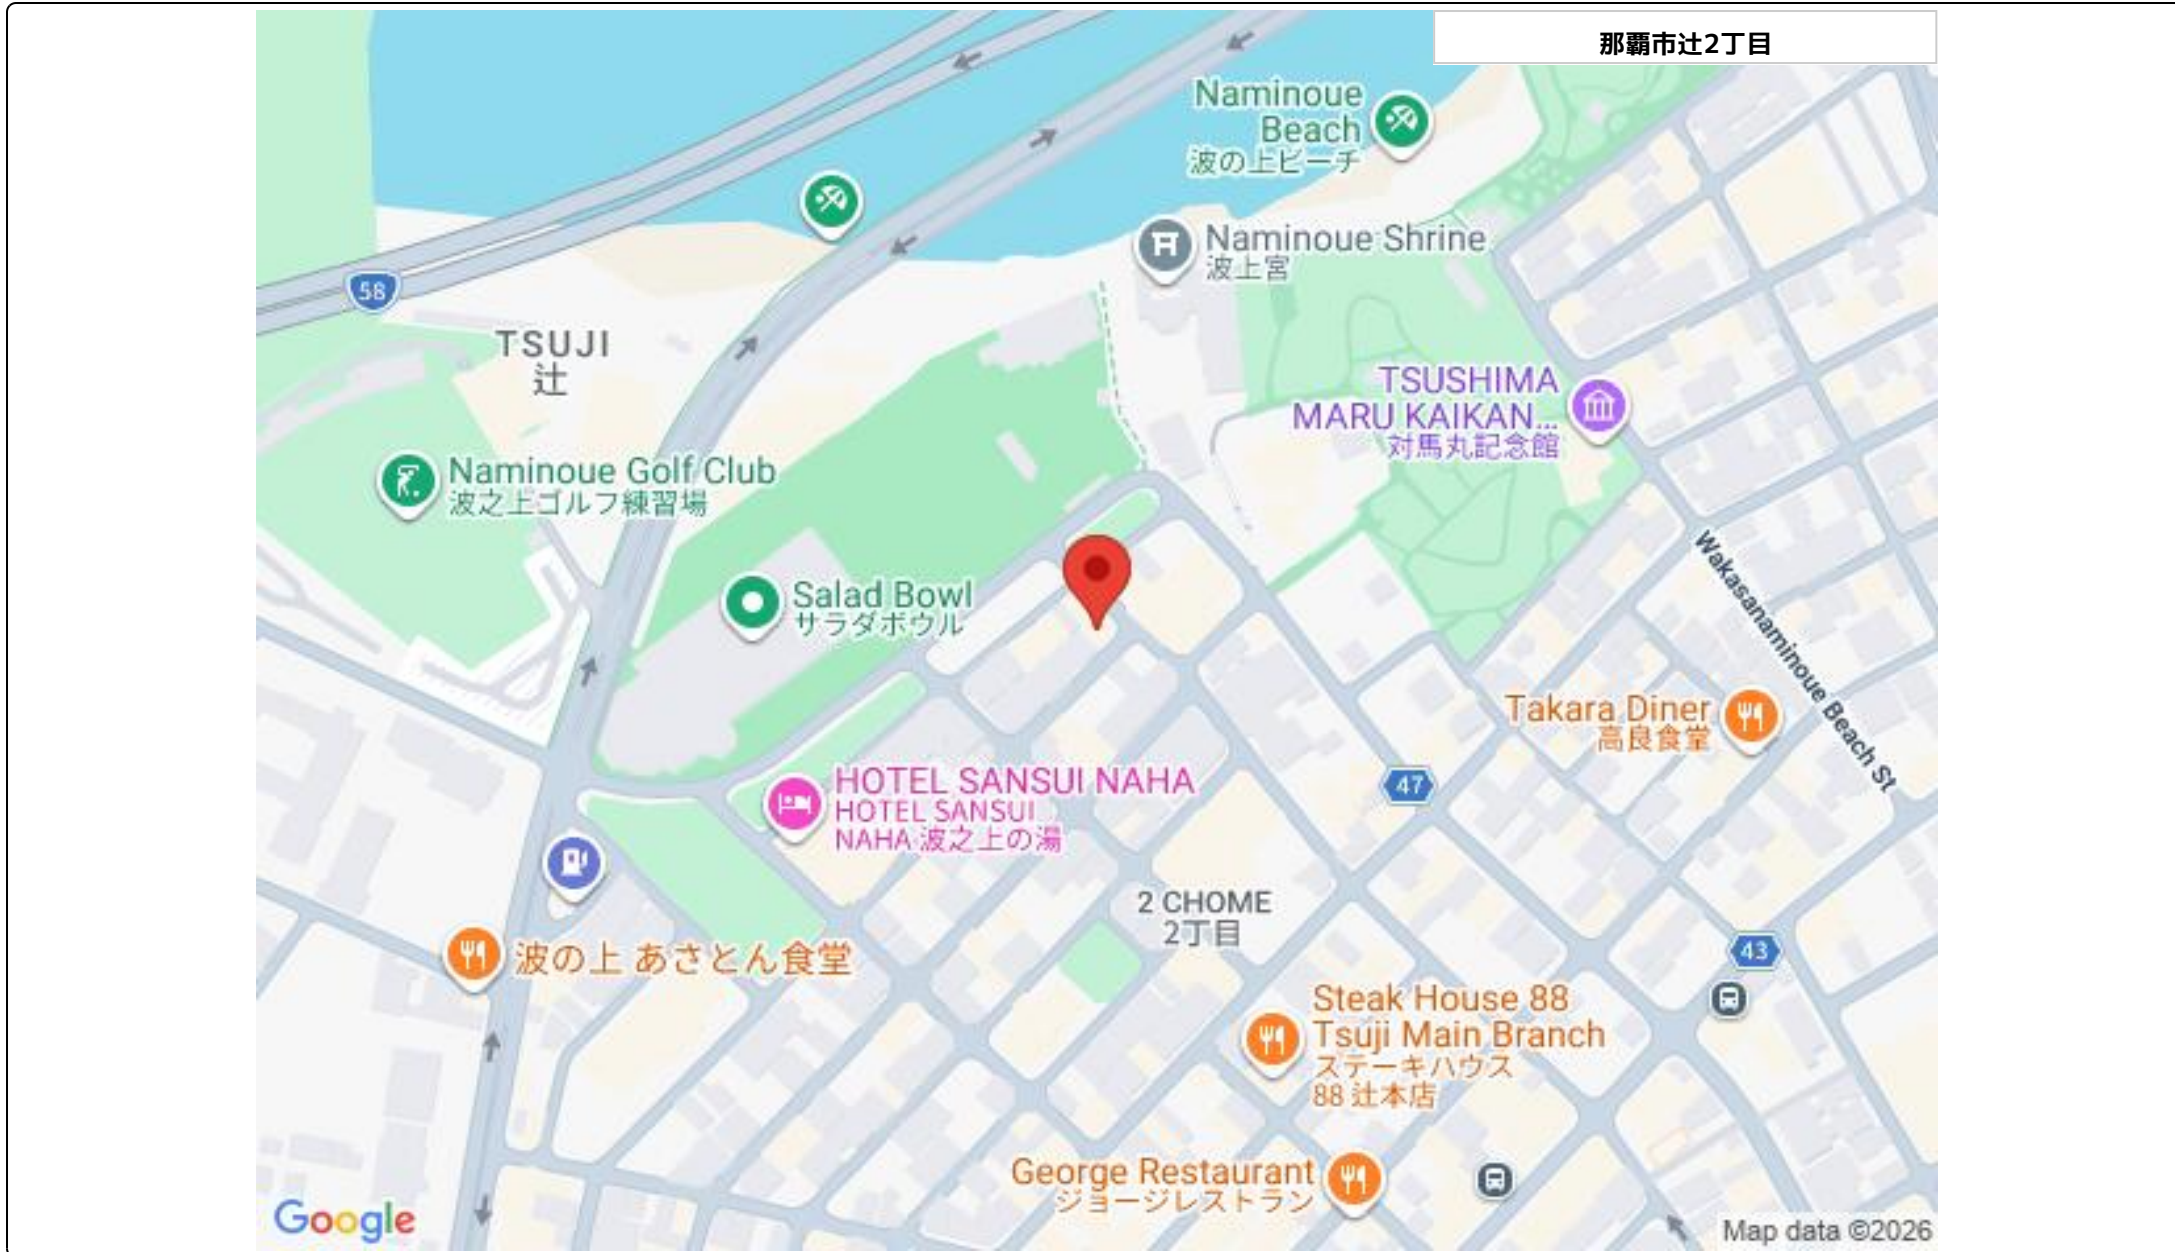 那覇市辻2丁目
Naminoue
Beach
波の上ビーチ
Naminoue Shrine
波上宮
58
TSUJI
辻
TSUSHIMA
MARU KAIKAN...
対馬丸記念館
Naminoue Golf Club
波之上ゴルフ練習場
Wakasanaminoue Beach St
Salad Bowl
サラダボウル
Takara Diner
高良食堂
HOTEL SANSUI NAHA
HOTEL SANSUI
NAHA 波之上の湯
47
2 CHOME
2丁目
波の上 あさとん食堂
43
Steak House 88
Tsuji Main Branch
ステーキハウス
88 辻本店
George Restaurant
ジョージレストラン
Google
Map data ©2026